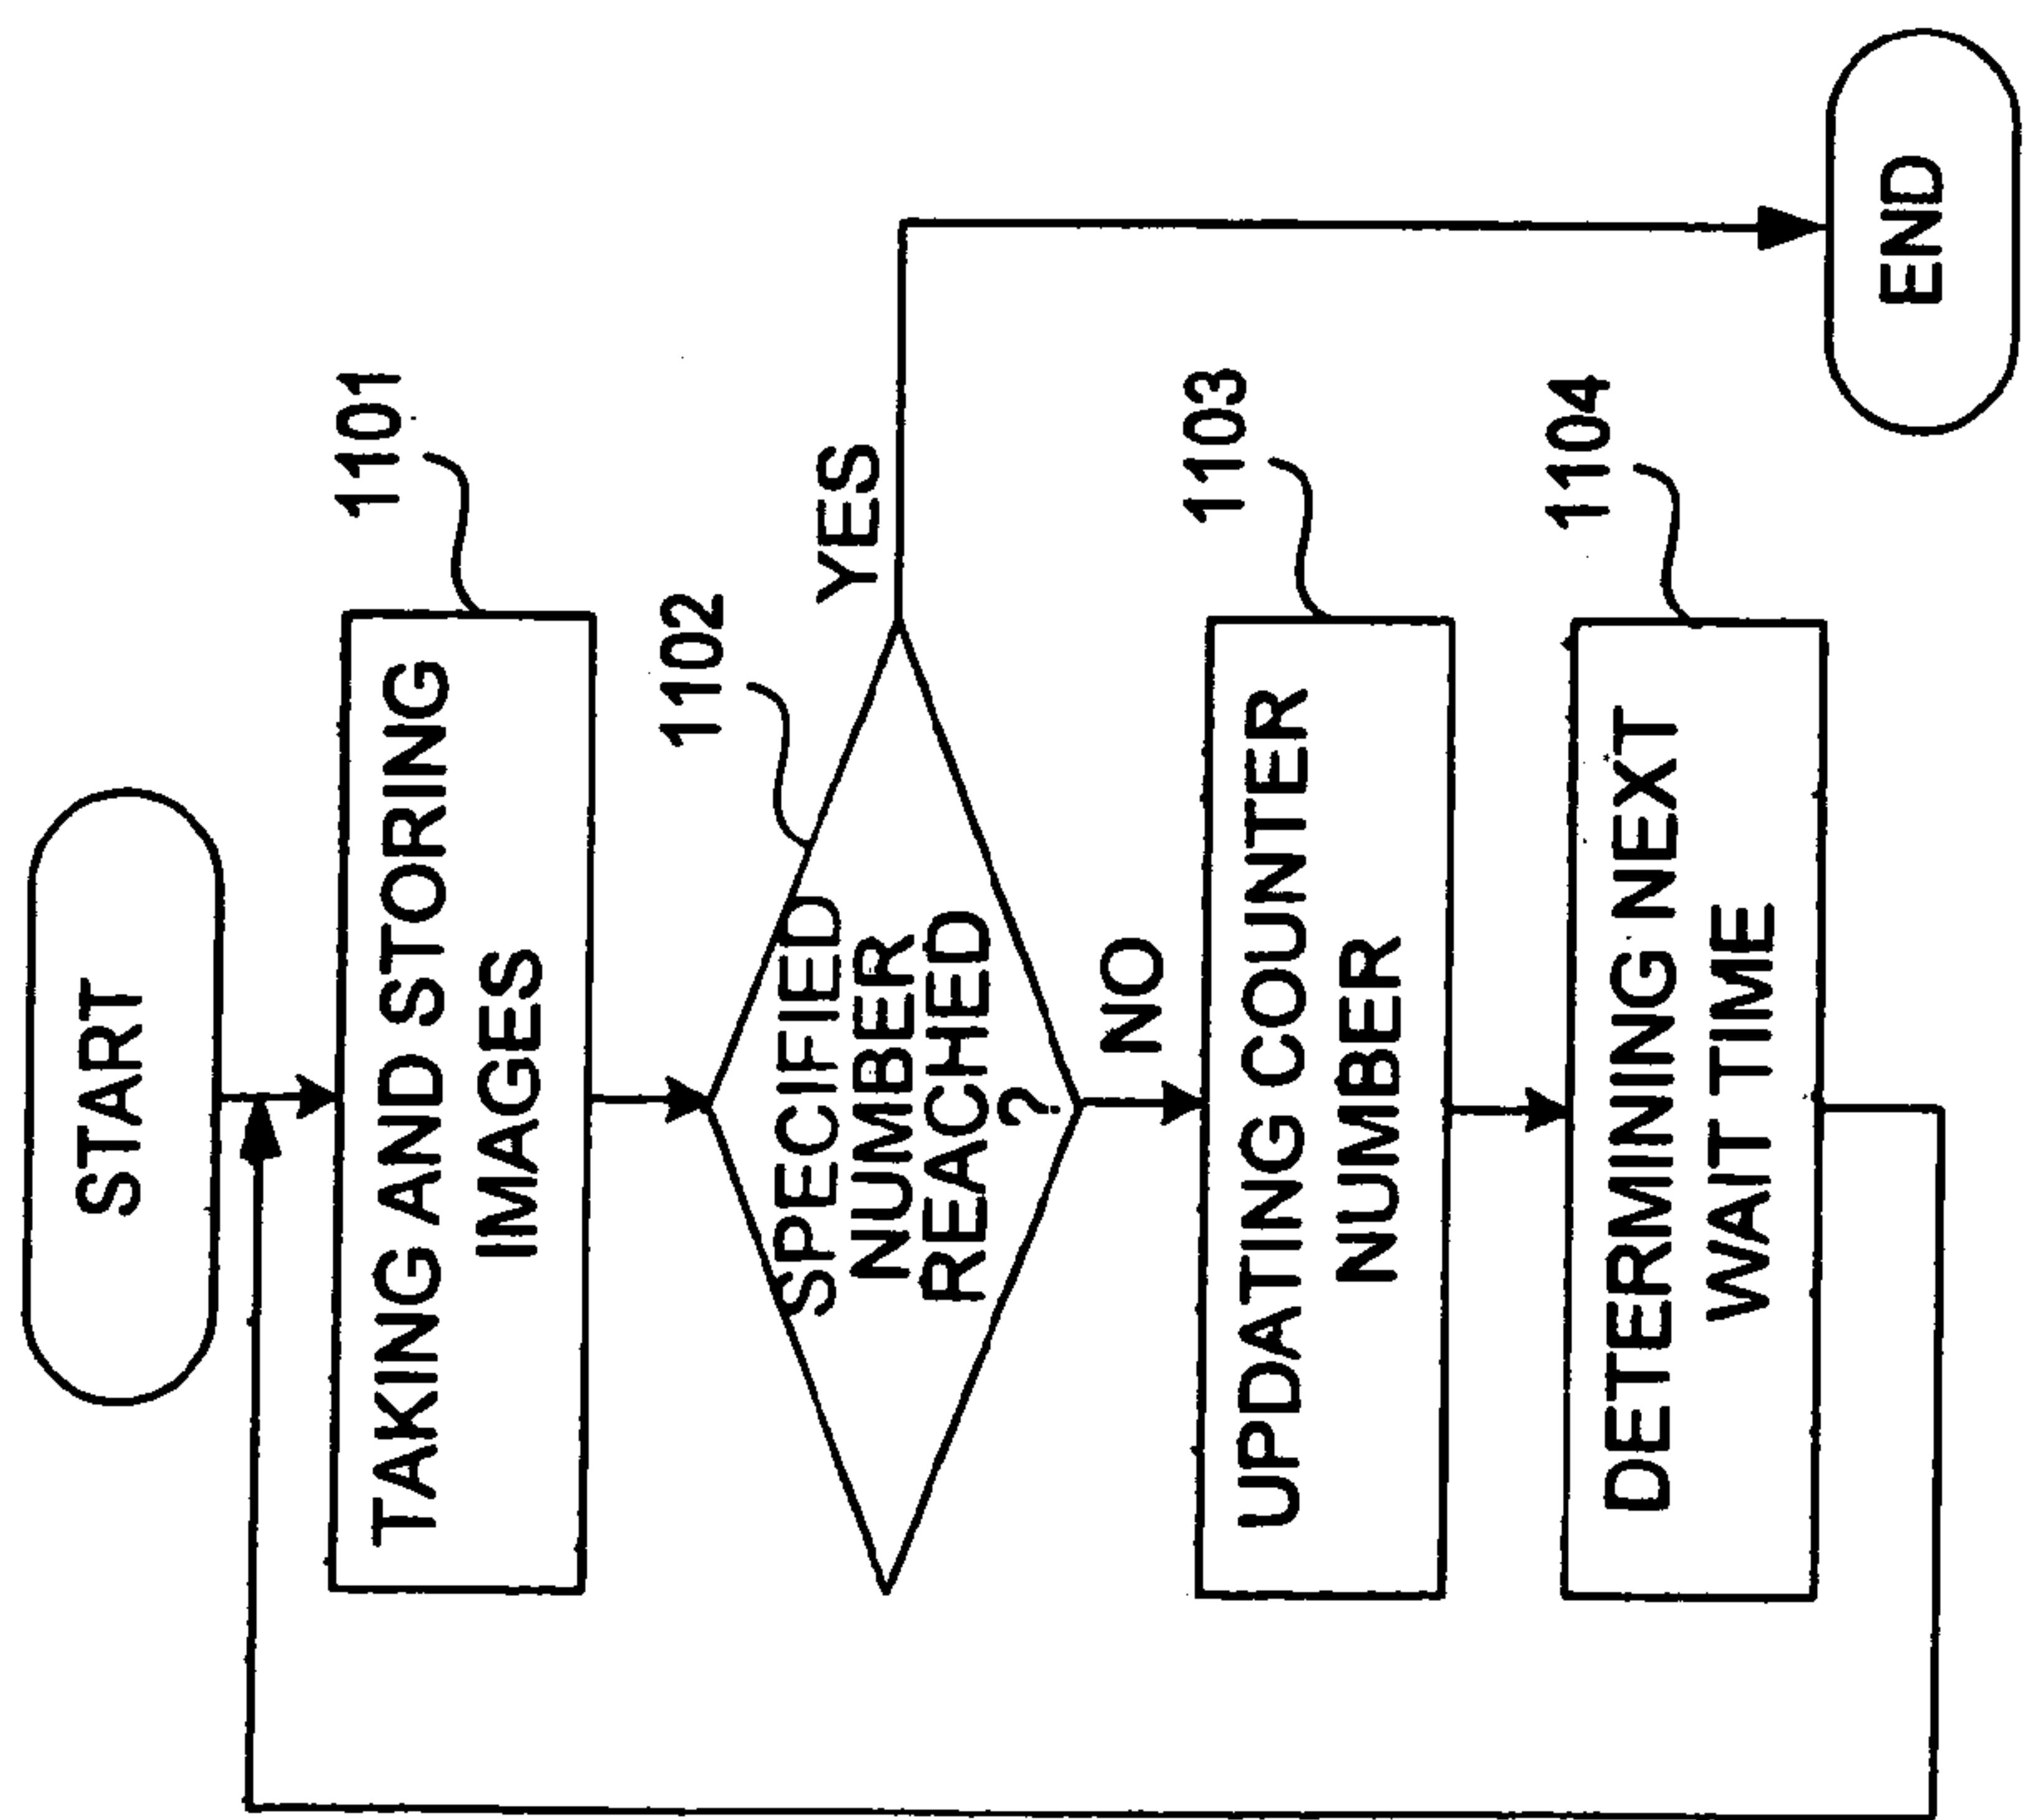 START
1101
TAKING AND STORING
IMAGES
1102
SPECIFIED
NUMBER
REACHED
?
YES
NO
1103
UPDATING COUNTER
NUMBER
1104
DETERMINING NEXT
WAIT TIME
END